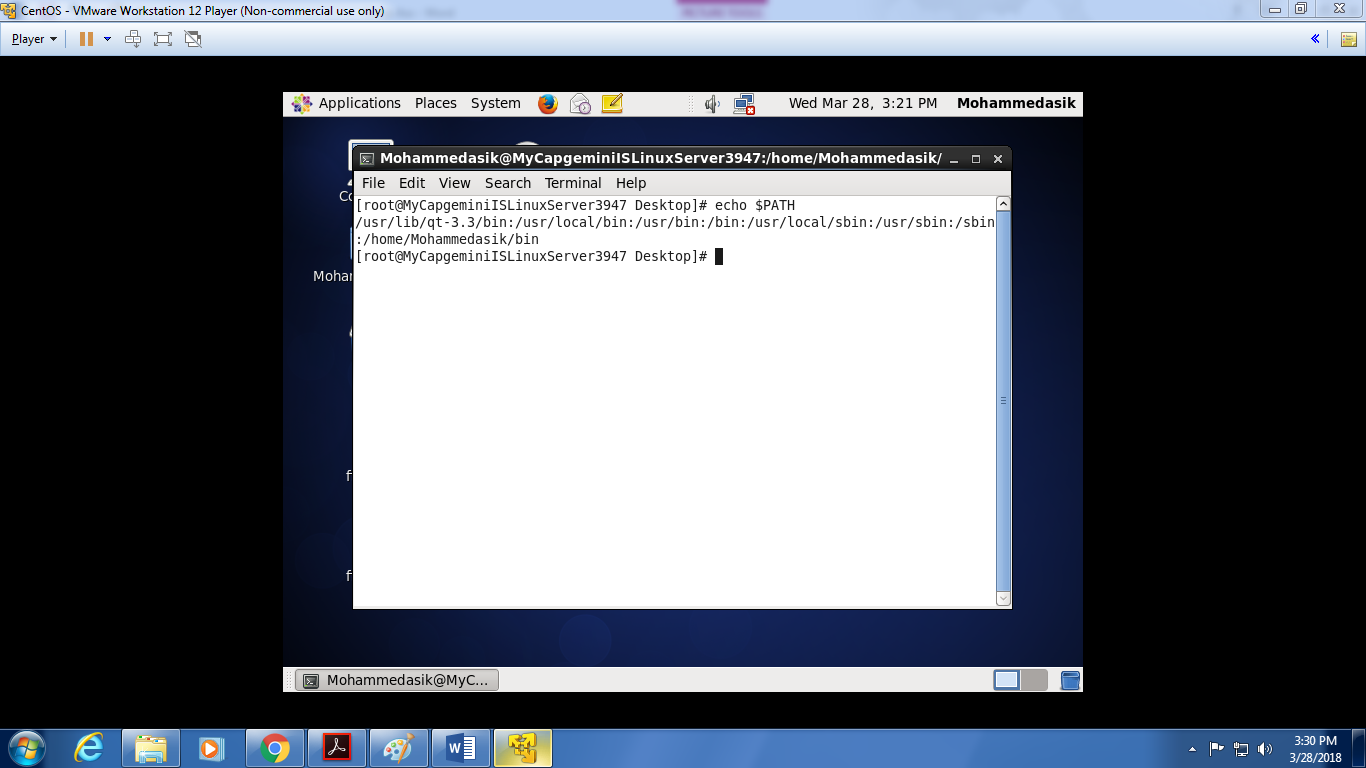 CentOS - VMware Workstation 12 Player (Non-commercial use only)
Player
Applications Places System Wed Mar 28, 3:21 PM Mohammedasik
Mohammedasik@MyCapgeminiISLinuxServer3947:/home/Mohammedasik/
File Edit View Search Terminal Help
[root@MyCapgeminiISLinuxServer3947 Desktop]# echo $PATH
/usr/lib/qt-3.3/bin:/usr/local/bin:/usr/bin:/bin:/usr/local/sbin:/usr/sbin:/sbin
:/home/Mohammedasik/bin
[root@MyCapgeminiISLinuxServer3947 Desktop]#
Co
Moha
f
f
Mohammedasik@MyC...
3:30 PM
3/28/2018